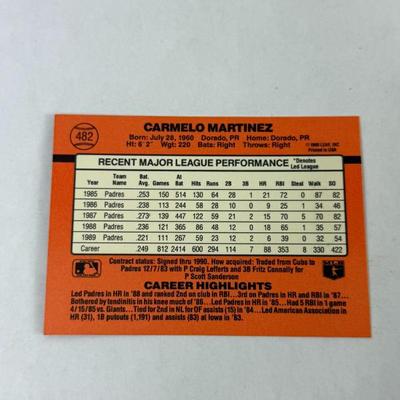 482
CARMELO MARTINEZ
Born: July 28, 1960 Dorado, PR Home: Dorado, PR
Ht: 6' 2" Wgt: 220 Bats: Right Throws: Right
© 1989 LEAF, INC.
Printed in USA
RECENT MAJOR LEAGUE PERFORMANCE *Denotes Led League
Year Team Name Bat. Avg. Games At Bat Hits Runs 2B 3B HR RBI Steal Walk SO
1985 Padres .253 150 514 130 64 28 1 21 72 0 87 82
1986 Padres .238 113 244 58 28 10 0 9 25 1 35 46
1987 Padres .273 139 447 122 59 21 2 15 70 5 70 82
1988 Padres .236 121 365 86 48 12 0 18 65 1 35 57
1989 Padres .221 111 267 59 23 12 2 6 39 0 32 54
Career .249 812 2414 600 294 114 7 88 353 8 330 422
Contract status: Signed thru 1990. How acquired: Traded from Cubs to
Padres 12/7/83 with P Craig Lefferts and 3B Fritz Connally for
P Scott Sanderson
CAREER HIGHLIGHTS
Led Padres in HR in '88 and ranked 2nd on club in RBI...3rd on Padres in HR and RBI in '87...
Bothered by tendinitis in his knee much of '86...Led Padres in HR in '85...Had 5 RBI in 1 game
4/15/85 vs. Giants...Tied for 2nd in NL for OF assists (15) in '84...Led American Association in
HR (31), 1B putouts (1,191) and assists (83) at Iowa in '83.